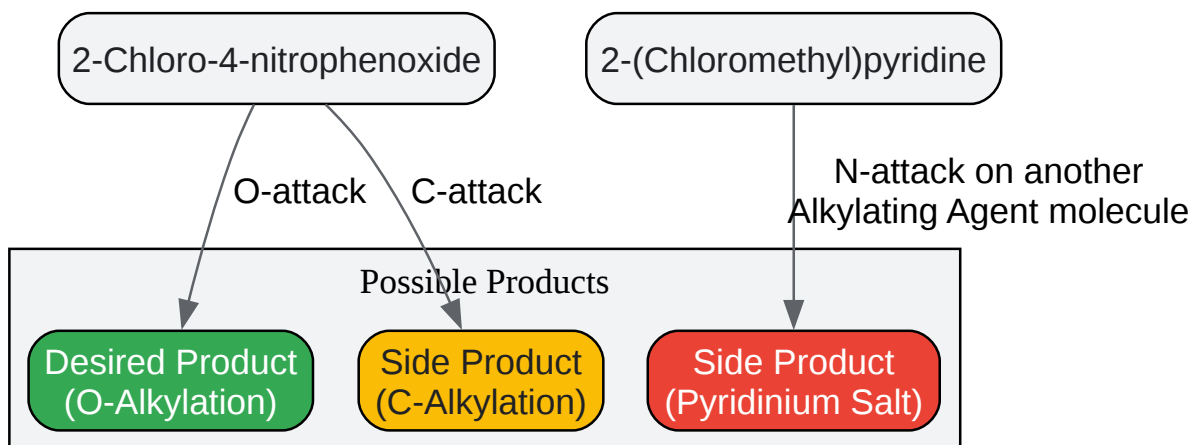 2-Chloro-4-nitrophenoxide
2-(Chloromethyl)pyridine
O-attack
C-attack
N-attack on another
Alkylating Agent molecule
Possible Products
Desired Product
(O-Alkylation)
Side Product
(C-Alkylation)
Side Product
(Pyridinium Salt)